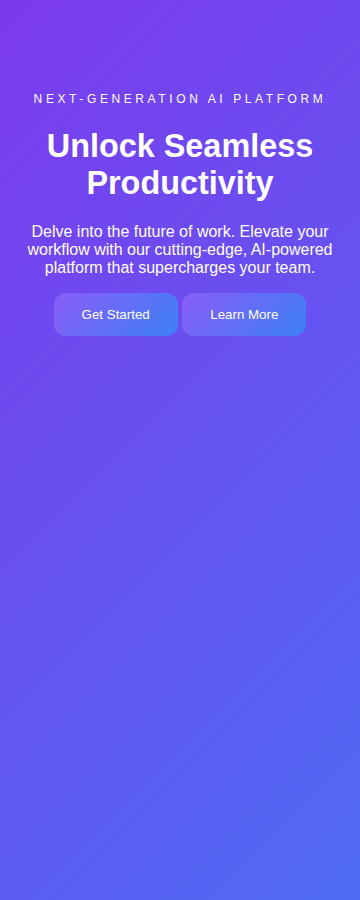 NEXT-GENERATION AI PLATFORM
Unlock Seamless
Productivity
Delve into the future of work. Elevate your
workflow with our cutting-edge, AI-powered
platform that supercharges your team.
Get Started
Learn More